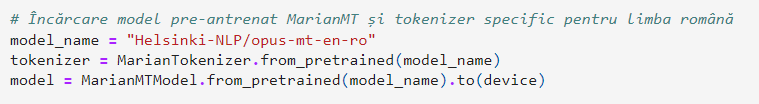 # Încărcare model pre-antrenat MarianMT și tokenizer specific pentru limba română
model_name = "Helsinki-NLP/opus-mt-en-ro"
tokenizer = MarianTokenizer.from_pretrained(model_name)
model = MarianMTModel.from_pretrained(model_name).to(device)